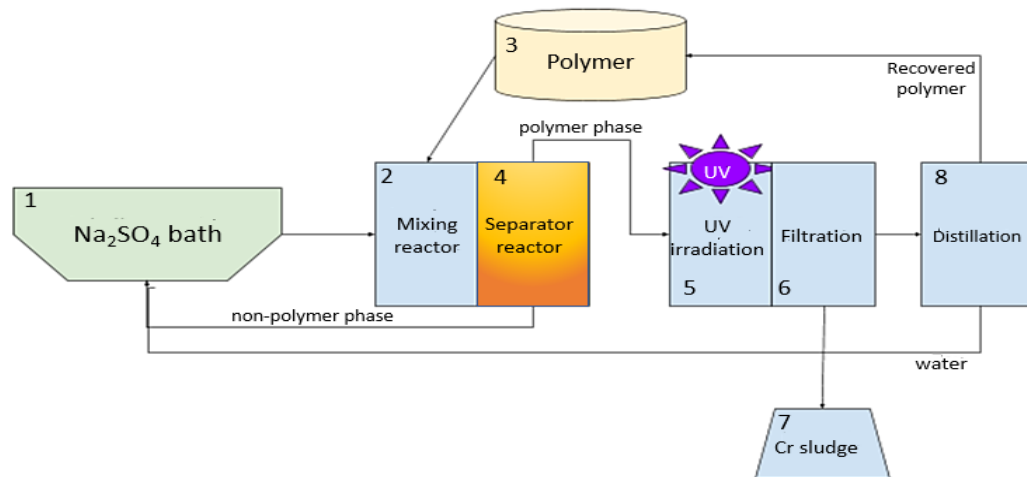 3
Polymer
Recovered
polymer
polymer phase
1
Na₂SO₄ bath
2
Mixing
reactor
4
Separator
reactor
UV
UV
irradiation
5
Filtration
6
8
Distillation
non-polymer phase
water
7
Cr sludge